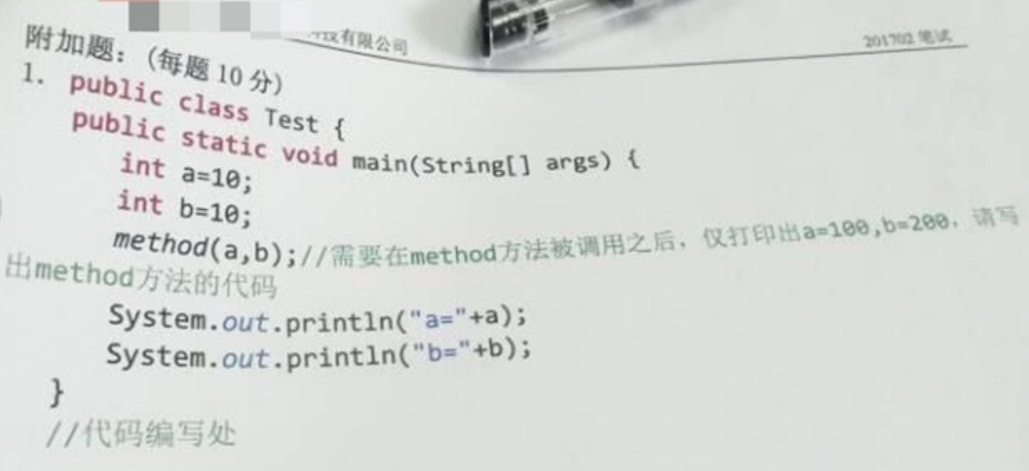 技有限公司
201702 笔试
附加题：（每题 10 分）
1. public class Test {
public static void main(String[] args) {
int a=10;
int b=10;
method(a,b);//需要在method方法被调用之后，仅打印出a=100,b=200，请写
出method方法的代码
System.out.println("a="+a);
System.out.println("b="+b);
}
//代码编写处